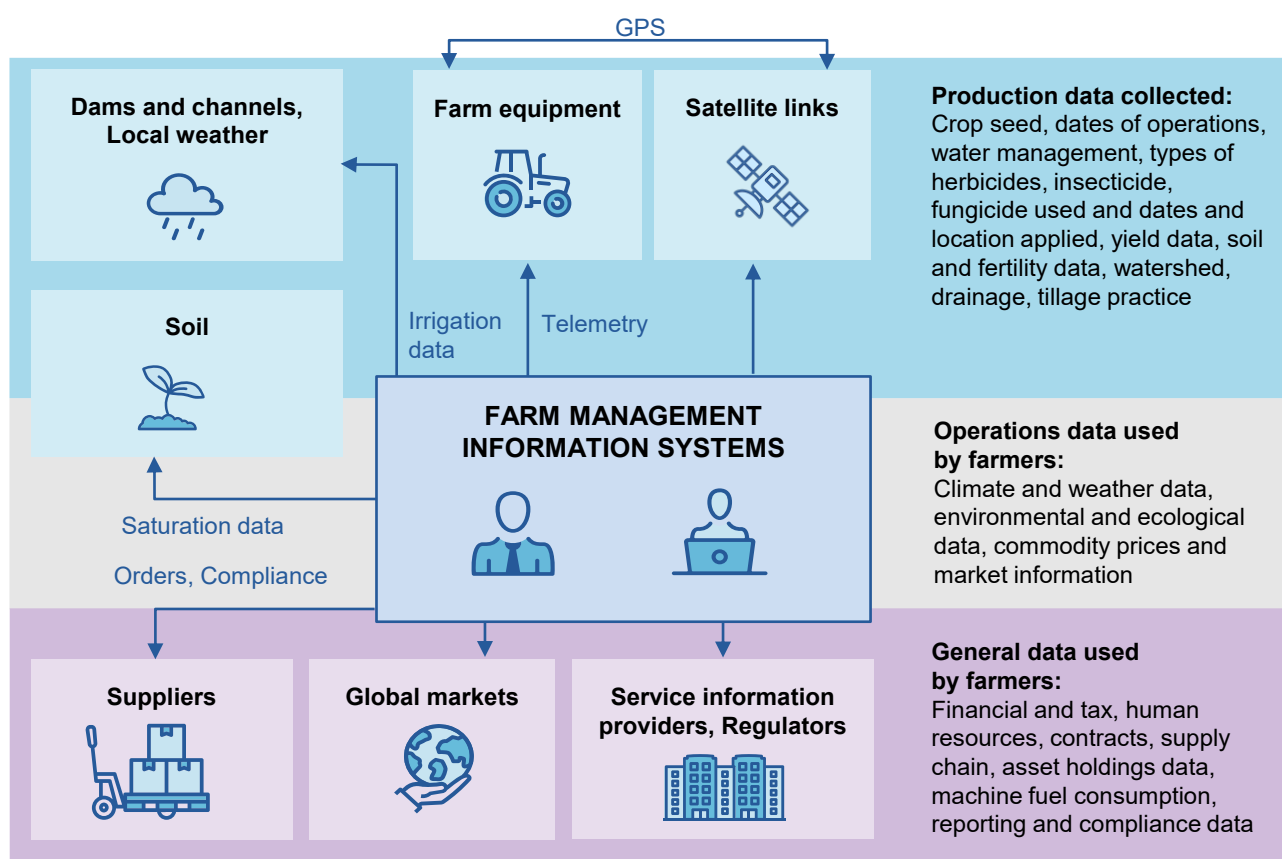 GPS
Dams and channels,
Local weather
Farm equipment
Satellite links
Production data collected:
Crop seed, dates of operations,
water management, types of
herbicides, insecticide,
fungicide used and dates and
location applied, yield data, soil
and fertility data, watershed,
drainage, tillage practice
Soil
Irrigation
data
Telemetry
FARM MANAGEMENT
INFORMATION SYSTEMS
Operations data used
by farmers:
Climate and weather data,
environmental and ecological
data, commodity prices and
market information
Saturation data
Orders, Compliance
Suppliers
Global markets
Service information
providers, Regulators
General data used
by farmers:
Financial and tax, human
resources, contracts, supply
chain, asset holdings data,
machine fuel consumption,
reporting and compliance data